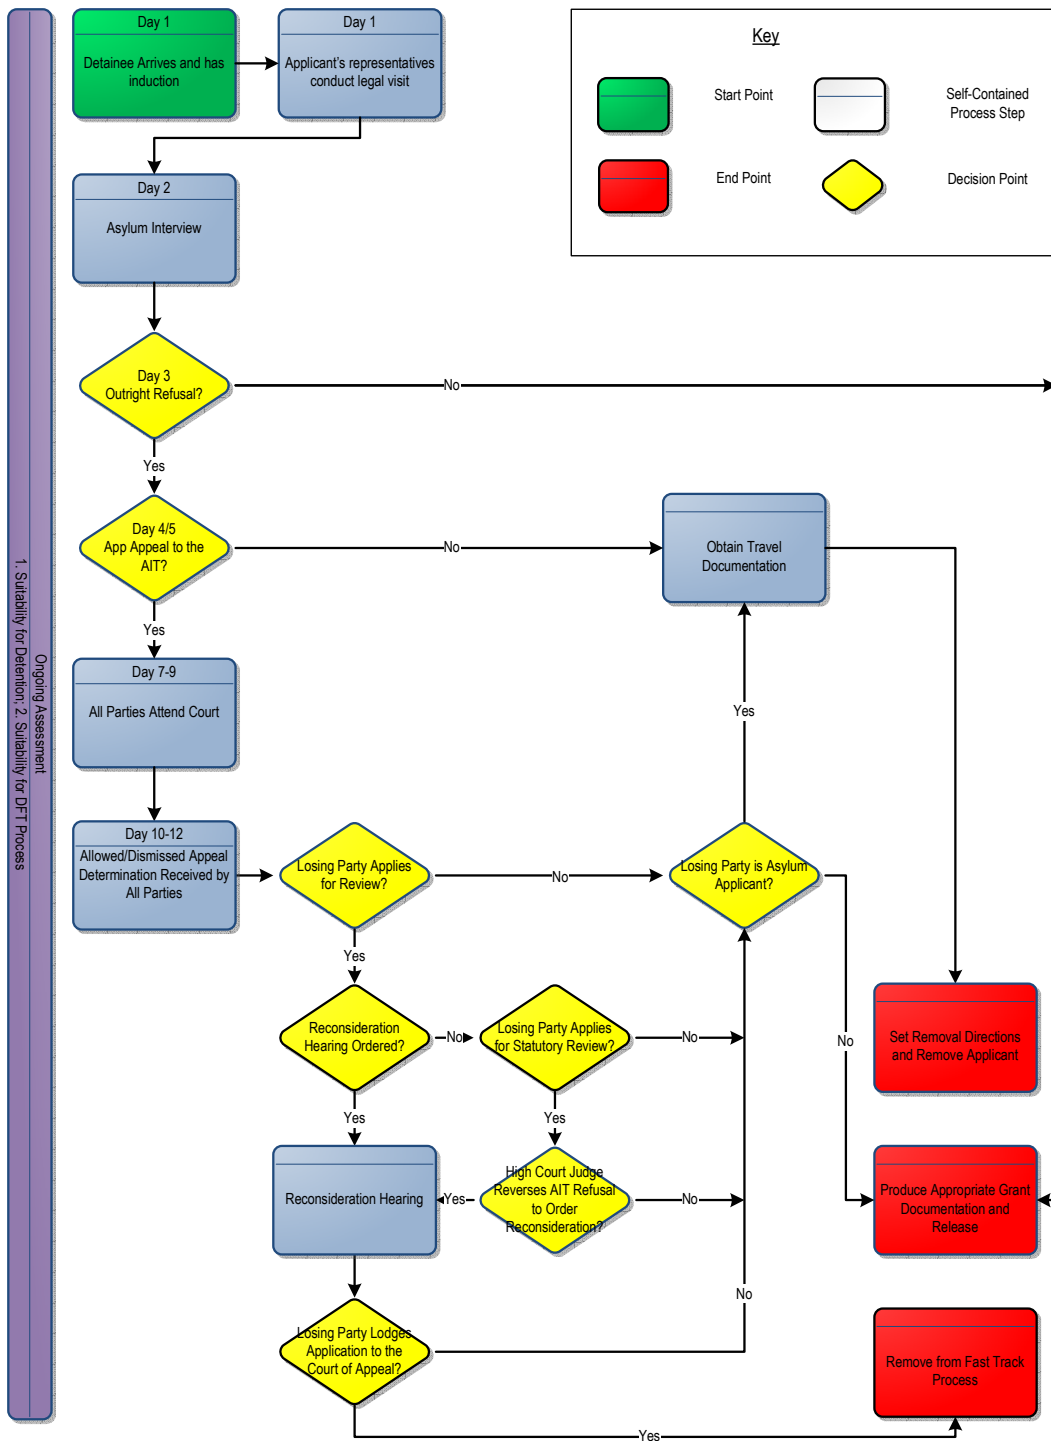 Day 1
Detainee Arrives and has
induction
Day 1
Applicant's representatives
conduct legal visit
Key
Start Point
Self-Contained
Process Step
End Point
Decision Point
Day 2
Asylum Interview
Day 3
Outright Refusal?
No
Yes
Day 4/5
App Appeal to the
AIT?
No
Obtain Travel
Documentation
Yes
Day 7-9
All Parties Attend Court
Yes
Day 10-12
Allowed/Dismissed Appeal
Determination Received by
All Parties
Losing Party Applies
for Review?
No
Losing Party is Asylum
Applicant?
Yes
Reconsideration
Hearing Ordered?
No
Losing Party Applies
for Statutory Review?
No
No
Set Removal Directions
and Remove Applicant
Yes
Yes
Reconsideration Hearing
Yes
High Court Judge
Reverses AIT Refusal
to Order
Reconsideration?
No
Produce Appropriate Grant
Documentation and
Release
No
Losing Party Lodges
Application to the
Court of Appeal?
Remove from Fast Track
Process
Yes
Ongoing Assessment
1. Suitability for Detention; 2. Suitability for DFT Process